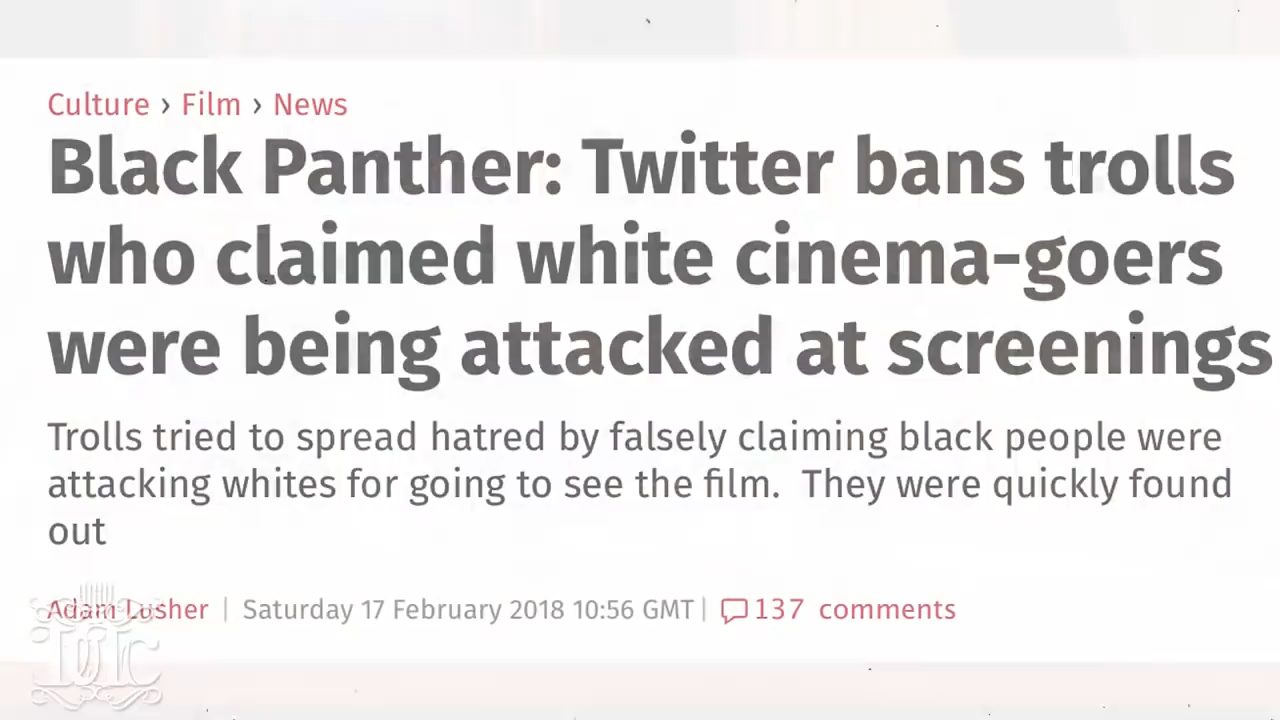 Culture › Film › News
Black Panther: Twitter bans trolls
who claimed white cinema-goers
were being attacked at screenings
Trolls tried to spread hatred by falsely claiming black people were
attacking whites for going to see the film. They were quickly found
out
Adam Lusher | Saturday 17 February 2018 10:56 GMT | 137 comments